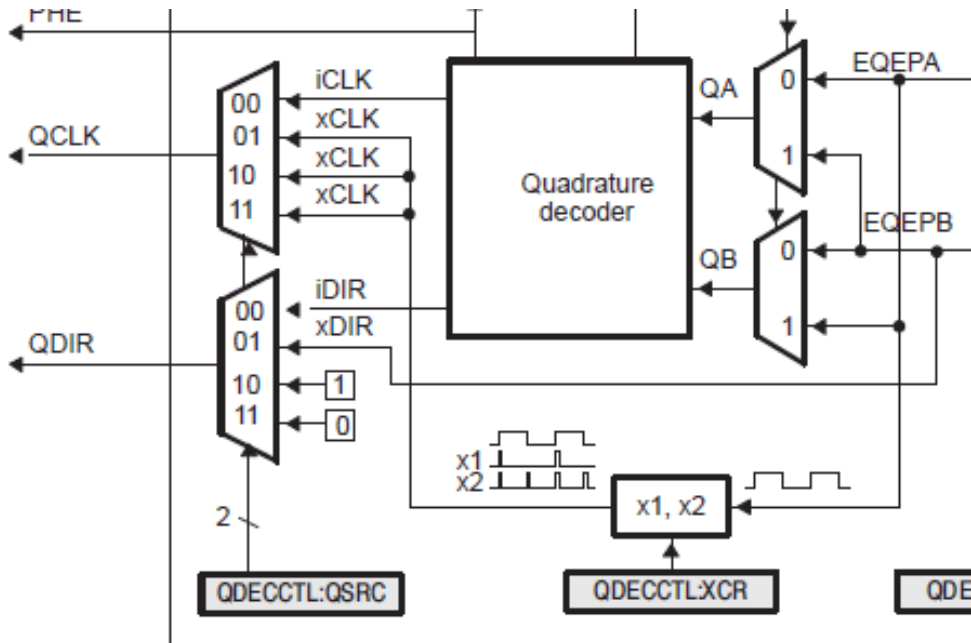 PHE
EQEPA
iCLK
0
00
QA
xCLK
01
QCLK
xCLK
1
10
xCLK
11
Quadrature
decoder
EQEPB
0
QB
iDIR
00
xDIR
1
01
QDIR
10
1
11
0
x1
x2
x1, x2
2
QDECCTL:QSRC
QDECCTL:XCR
QDE